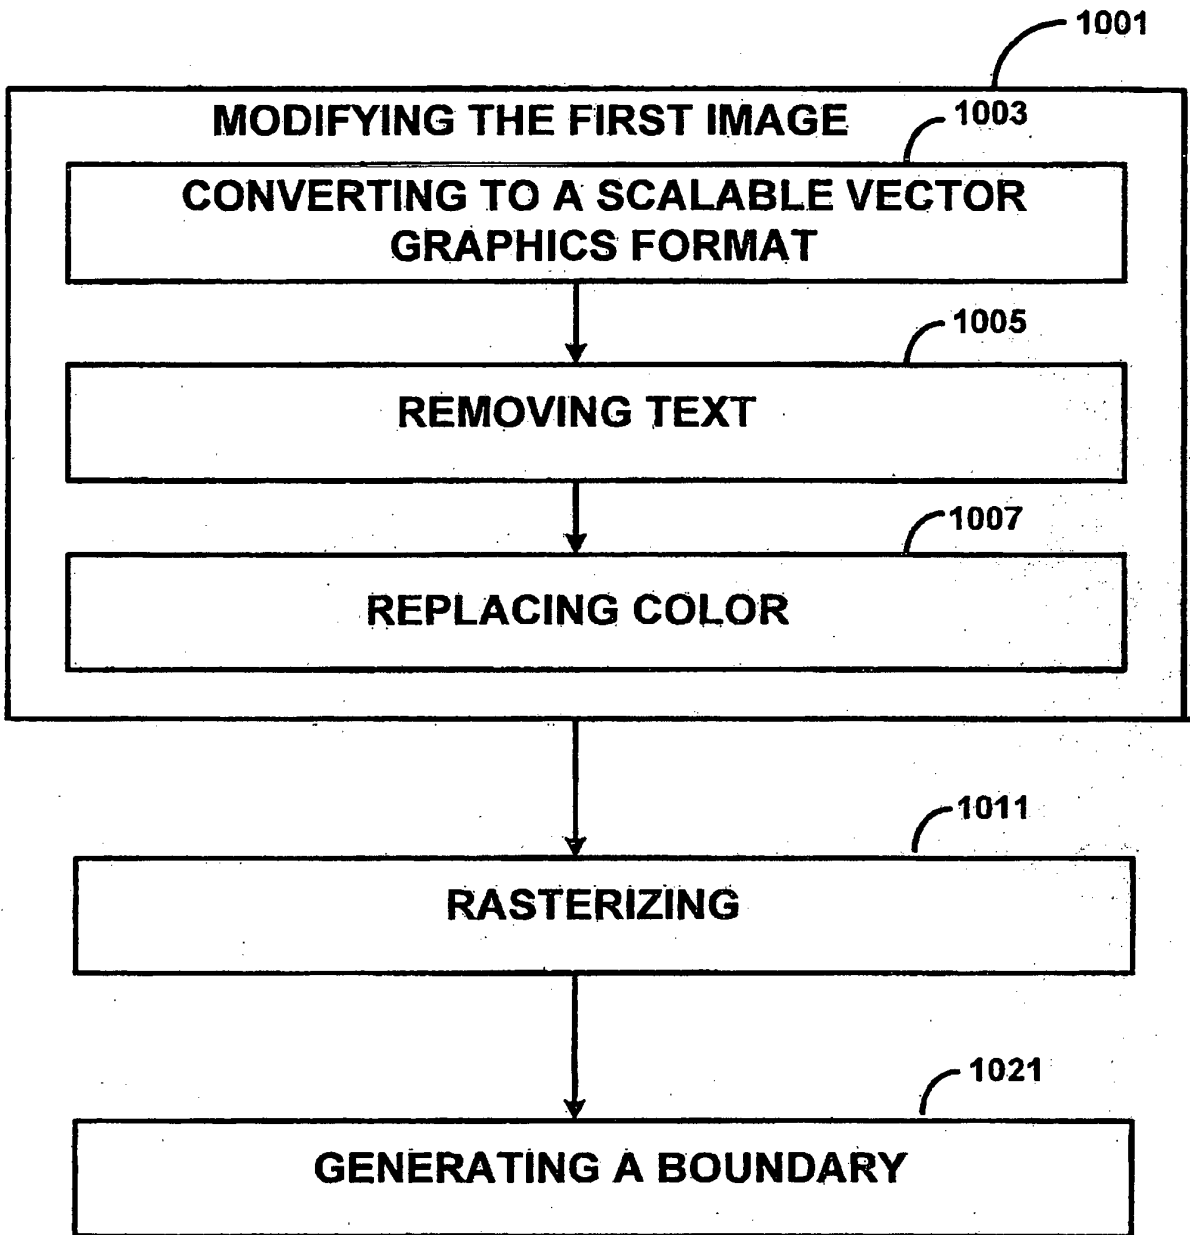 1001
MODIFYING THE FIRST IMAGE
1003
CONVERTING TO A SCALABLE VECTOR
GRAPHICS FORMAT
1005
REMOVING TEXT
1007
REPLACING COLOR
1011
RASTERIZING
1021
GENERATING A BOUNDARY